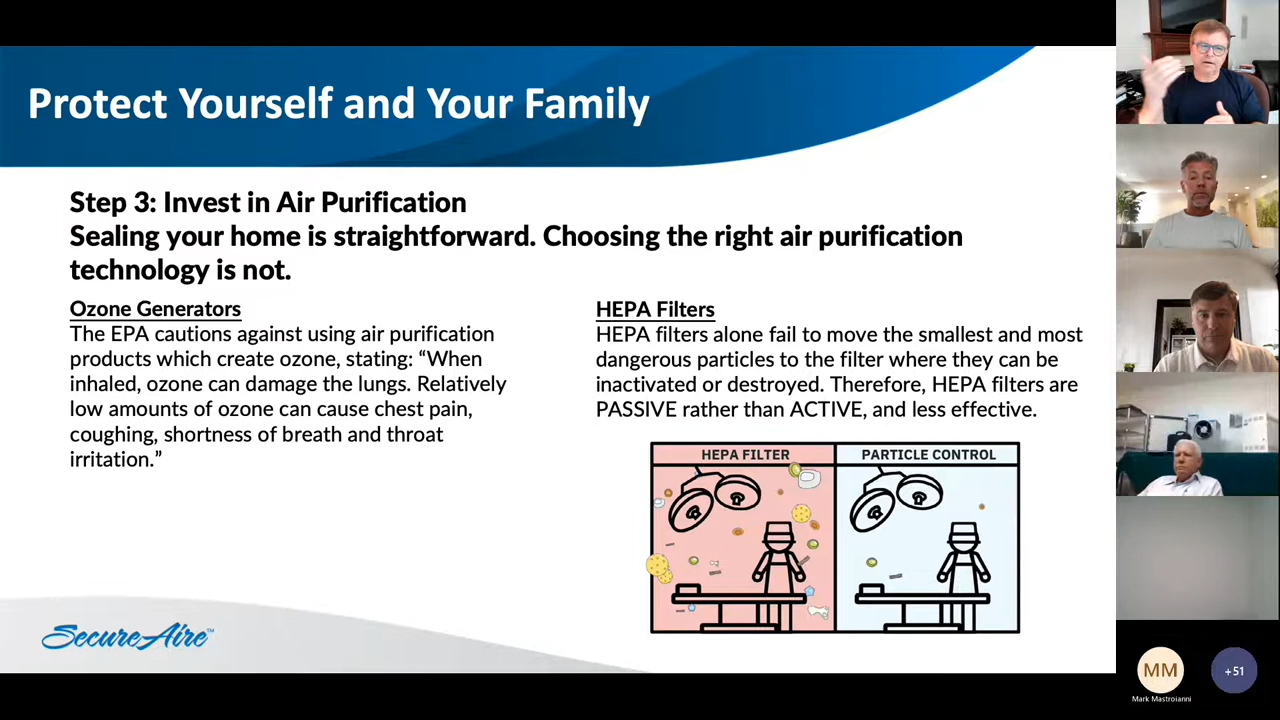 Protect Yourself and Your Family
Step 3: Invest in Air Purification
Sealing your home is straightforward. Choosing the right air purification
technology is not.
Ozone Generators
The EPA cautions against using air purification
products which create ozone, stating: “When
inhaled, ozone can damage the lungs. Relatively
low amounts of ozone can cause chest pain,
coughing, shortness of breath and throat
irritation.”
HEPA Filters
HEPA filters alone fail to move the smallest and most
dangerous particles to the filter where they can be
inactivated or destroyed. Therefore, HEPA filters are
PASSIVE rather than ACTIVE, and less effective.
HEPA FILTER
PARTICLE CONTROL
SecureAire™
MM
Mark Mastroianni
+51